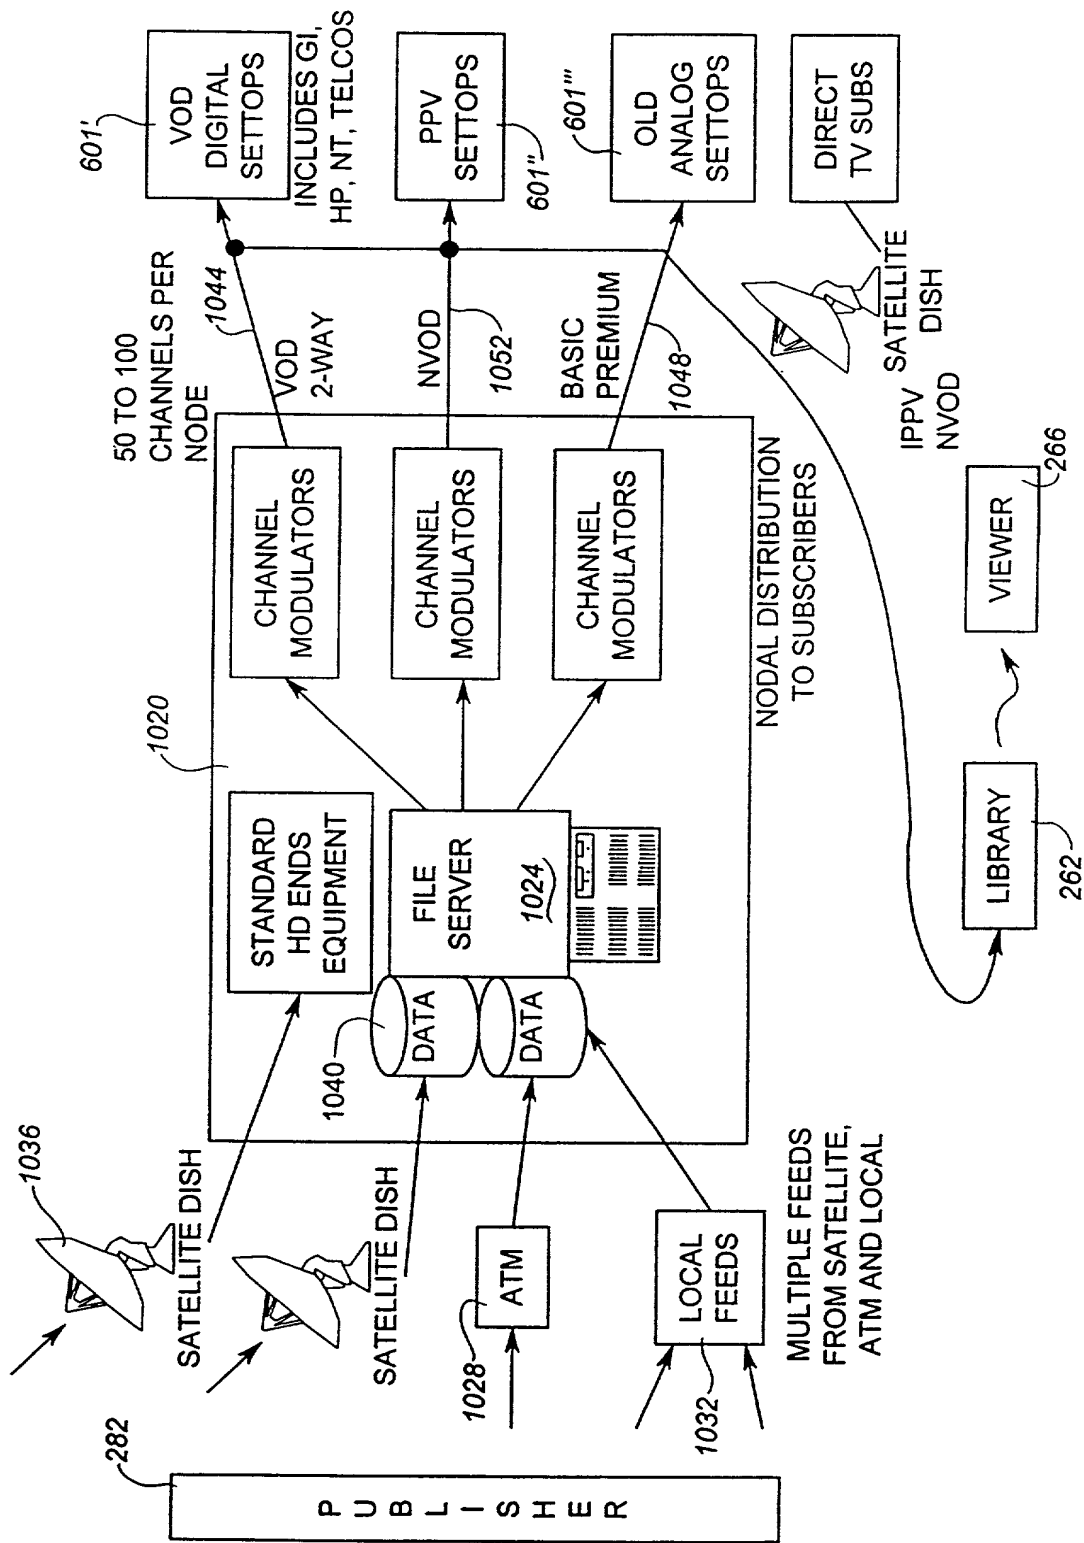 282
PUBLISHER
1036
SATELLITE DISH
SATELLITE DISH
1028
ATM
1032
LOCAL
FEEDS
MULTIPLE FEEDS
FROM SATELLITE,
ATM AND LOCAL
1020
STANDARD
HD ENDS
EQUIPMENT
1040
DATA
DATA
FILE
SERVER
1024
CHANNEL
MODULATORS
CHANNEL
MODULATORS
CHANNEL
MODULATORS
NODAL DISTRIBUTION
TO SUBSCRIBERS
50 TO 100
CHANNELS PER
NODE
1044
VOD
2-WAY
NVOD
1052
BASIC
PREMIUM
1048
601'
VOD
DIGITAL
SETTOPS
INCLUDES GI,
HP, NT, TELCOS
PPV
SETTOPS
601"
601'''
OLD
ANALOG
SETTOPS
DIRECT
TV SUBS
SATELLITE
DISH
IPPV
NVOD
LIBRARY
262
VIEWER
266